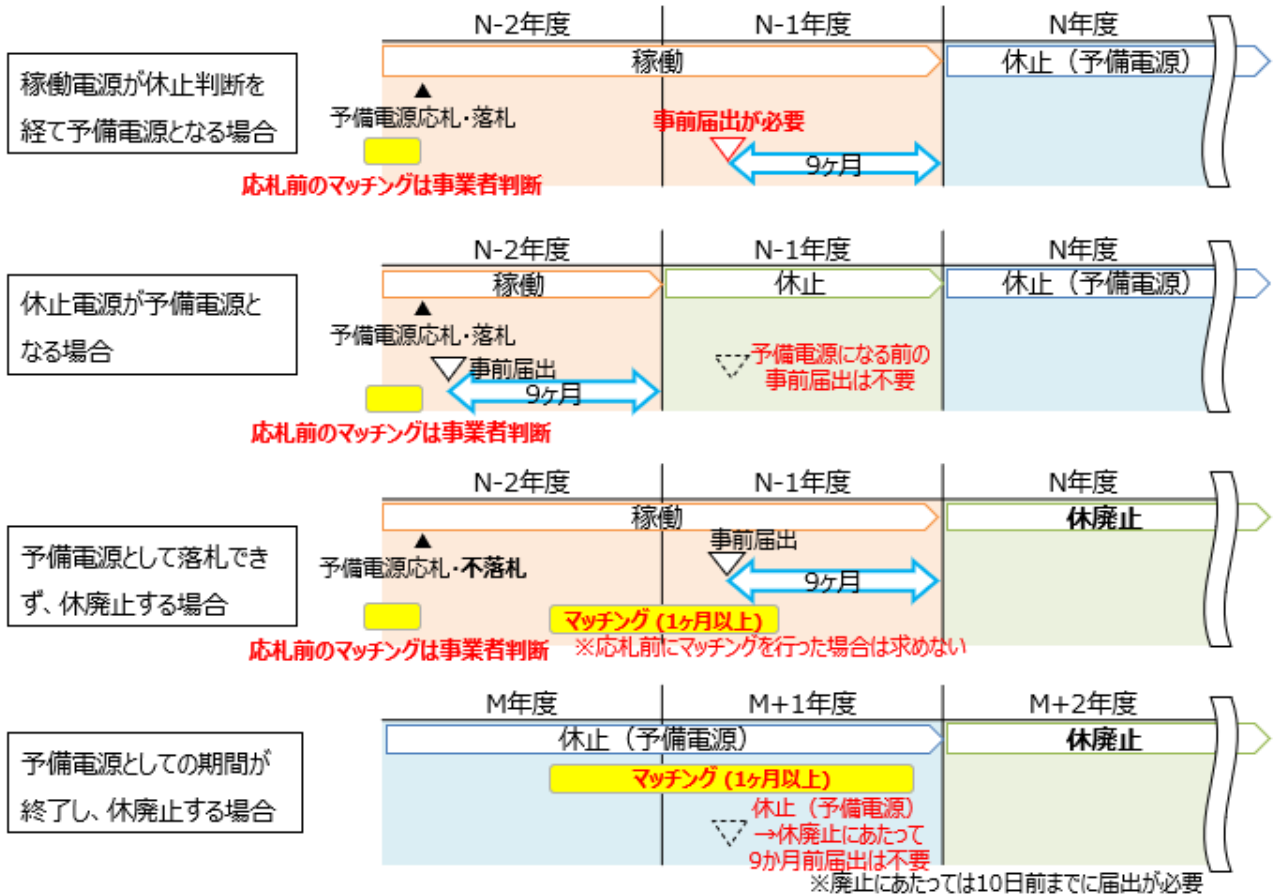 N-2年度 N-1年度 N年度
稼働電源が休止判断を
経て予備電源となる場合
稼働 休止（予備電源）
▲
予備電源応札・落札
事前届出が必要
9ヶ月
応札前のマッチングは事業者判断
N-2年度 N-1年度 N年度
休止電源が予備電源と
なる場合
稼働 休止 休止（予備電源）
▲
予備電源応札・落札
事前届出
9ヶ月
予備電源になる前の
事前届出は不要
応札前のマッチングは事業者判断
N-2年度 N-1年度 N年度
予備電源として落札でき
ず、休廃止する場合
稼働 休廃止
▲
予備電源応札・不落札
事前届出
9ヶ月
マッチング (1ヶ月以上)
応札前のマッチングは事業者判断
※応札前にマッチングを行った場合は求めない
M年度 M+1年度 M+2年度
予備電源としての期間が
終了し、休廃止する場合
休止（予備電源） 休廃止
マッチング (1ヶ月以上)
休止（予備電源）
→休廃止にあたって
9か月前届出は不要
※廃止にあたっては10日前までに届出が必要